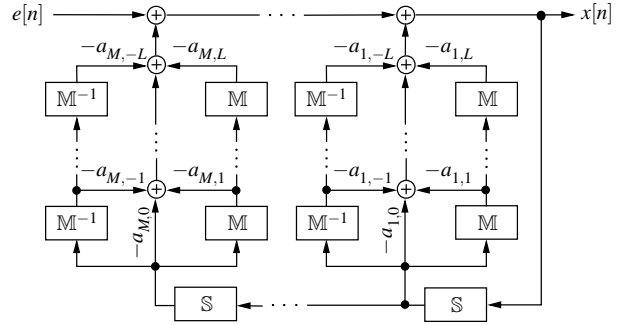 e[n] ··· x[n]
−a_{M,−L} −a_{M,L} −a_{1,−L} −a_{1,L}
𝕄^{−1} 𝕄 𝕄^{−1} 𝕄
−a_{M,−1} −a_{M,1} −a_{1,−1} −a_{1,1}
𝕄^{−1} 𝕄 𝕄^{−1} 𝕄
−a_{M,0} −a_{1,0}
𝕊 ··· 𝕊